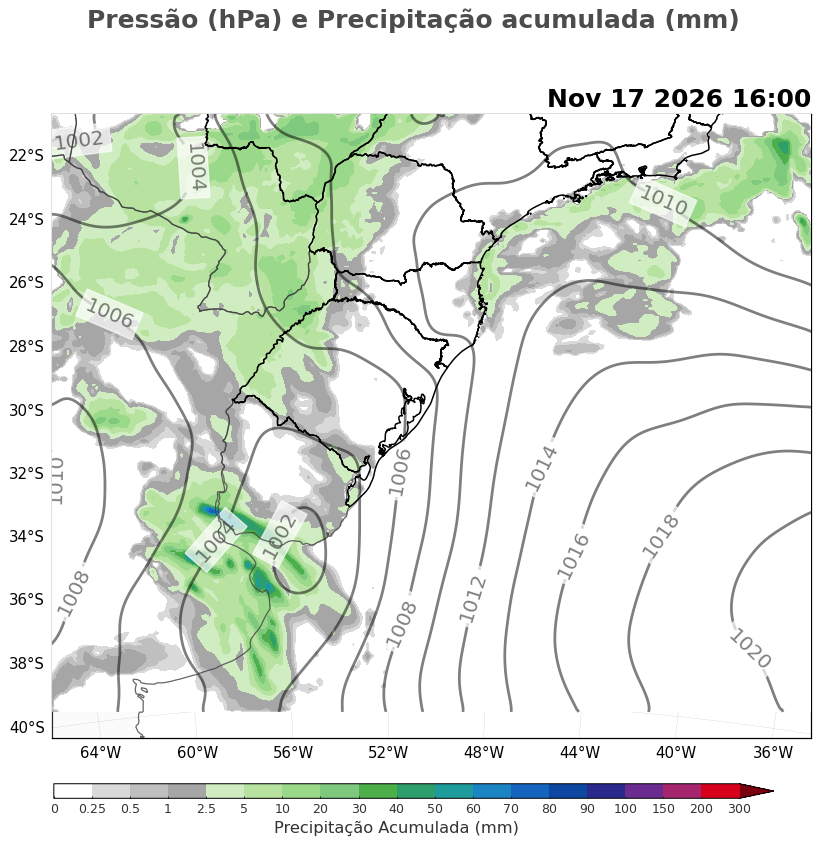 Pressão (hPa) e Precipitação acumulada (mm)
Nov 17 2026 16:00
1002
1004
22°S
1010
24°S
26°S
1006
28°S
30°S
1010
1006
1014
32°S
34°S
1004
1002
1016
1018
36°S
1008
1012
1008
1020
38°S
40°S
64°W 60°W 56°W 52°W 48°W 44°W 40°W 36°W
0 0.25 0.5 1 2.5 5 10 20 30 40 50 60 70 80 90 100 150 200 300
Precipitação Acumulada (mm)